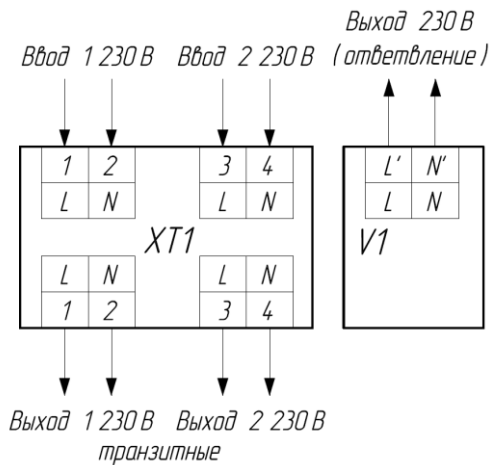 Выход 230 В
Ввод 1 230 В Ввод 2 230 В (ответвление)
1 2 3 4 L' N'
L N L N L N
XT1 V1
L N L N
1 2 3 4
Выход 1 230 В Выход 2 230 В
транзитные